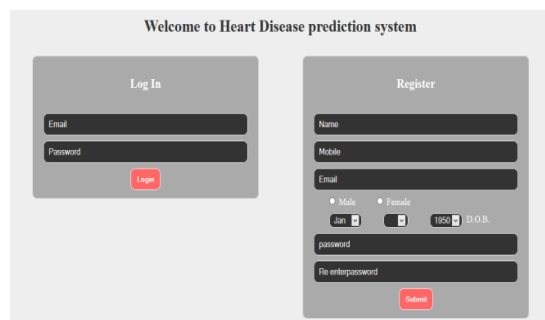 Welcome to Heart Disease prediction system
Log In
Email
Password
Login
Register
Name
Mobile
Email
Male Female
Jan 1950 D.O.B.
password
Re enterpassword
Submit